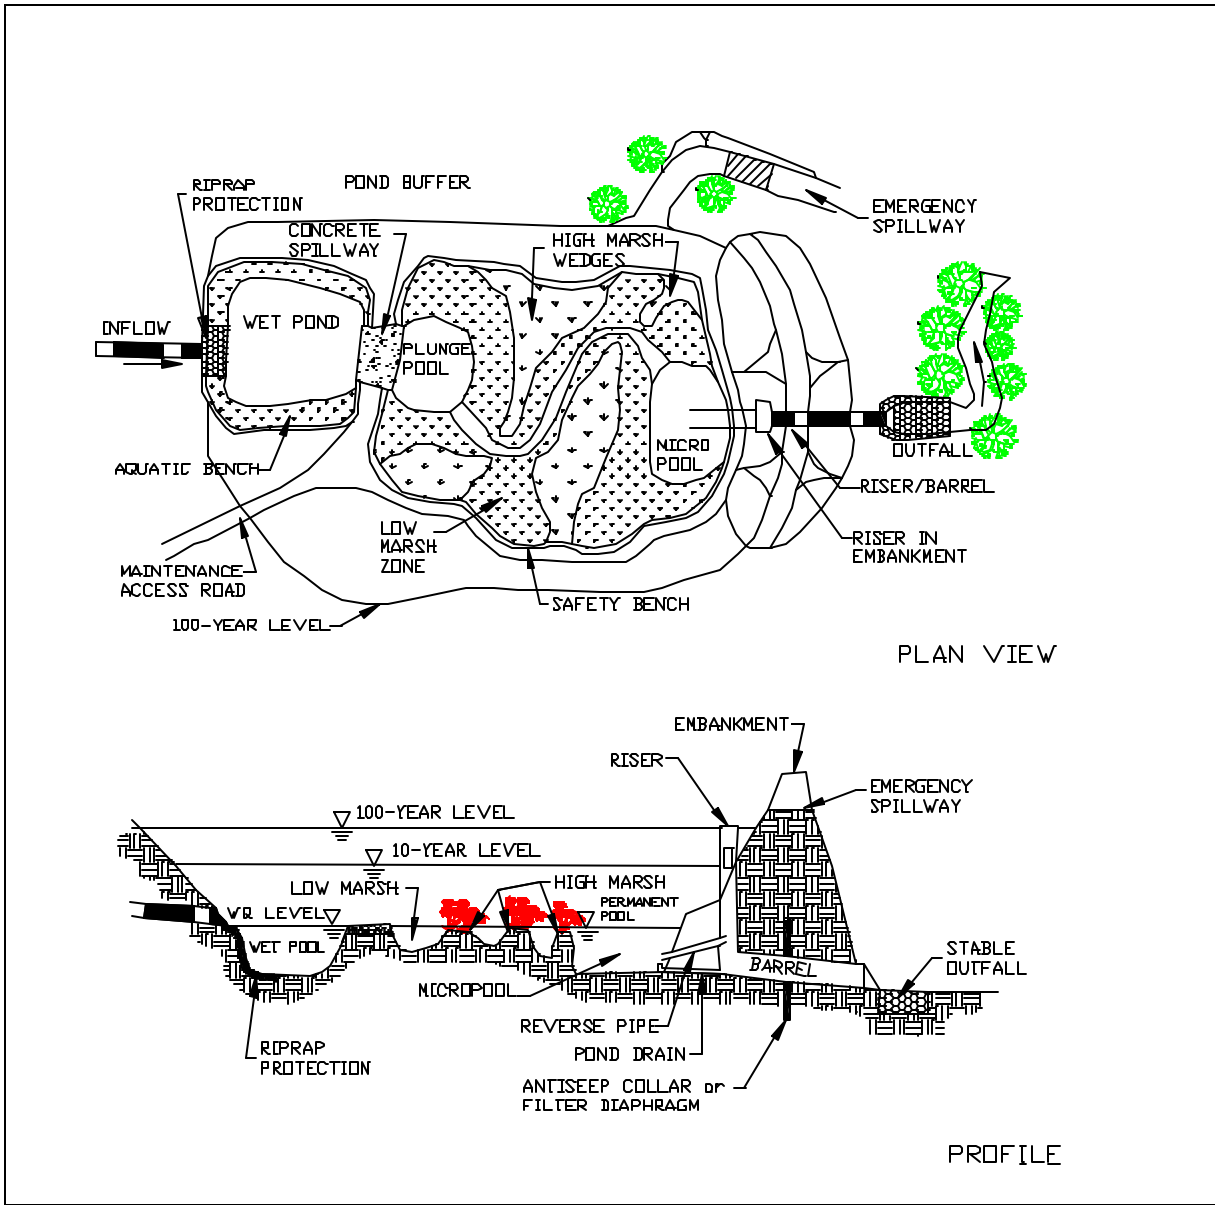 RIPRAP
PROTECTION
POND BUFFER
CONCRETE
SPILLWAY
HIGH MARSH
WEDGES
EMERGENCY
SPILLWAY
INFLOW
WET POND
PLUNGE
POOL
MICRO
POOL
OUTFALL
AQUATIC BENCH
RISER/BARREL
LOW
MARSH
ZONE
RISER IN
EMBANKMENT
MAINTENANCE
ACCESS ROAD
SAFETY BENCH
100-YEAR LEVEL
PLAN VIEW
EMBANKMENT
RISER
EMERGENCY
SPILLWAY
100-YEAR LEVEL
10-YEAR LEVEL
LOW MARSH
HIGH MARSH
PERMANENT
POOL
WQ LEVEL
WET POOL
BARREL
STABLE
OUTFALL
MICROPOOL
REVERSE PIPE
RIPRAP
PROTECTION
POND DRAIN
ANTISEEP COLLAR or
FILTER DIAPHRAGM
PROFILE